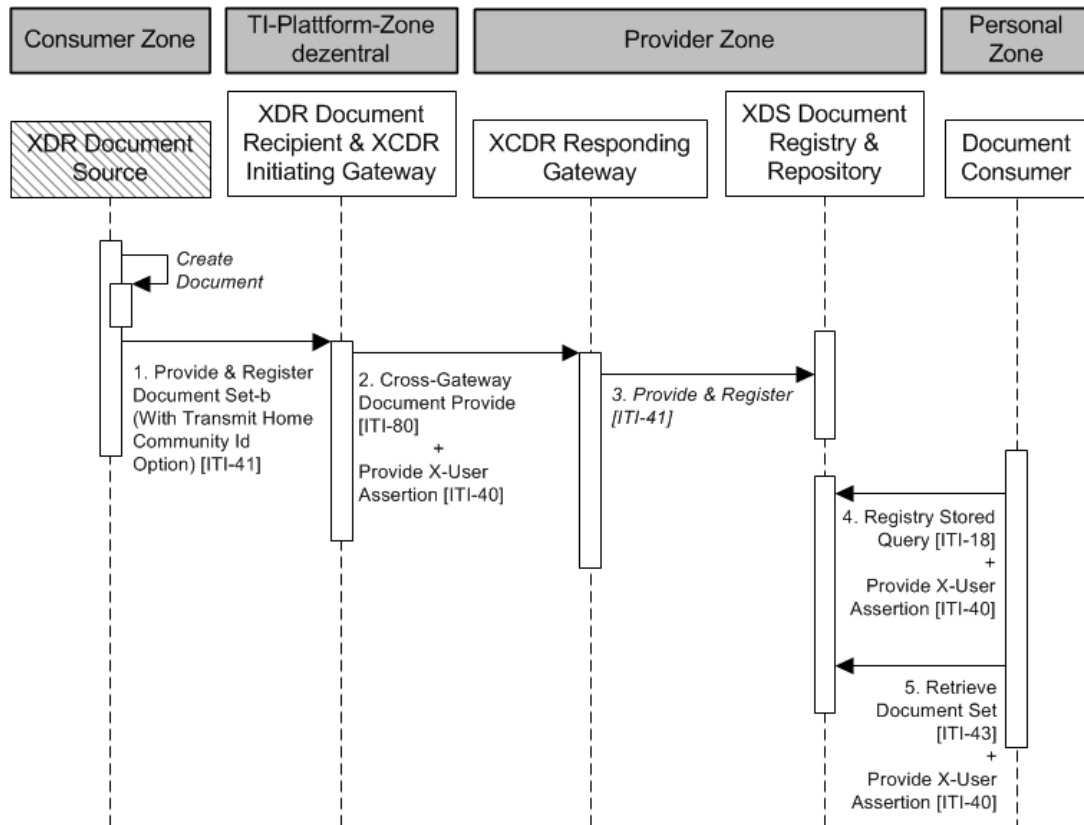 Consumer Zone
TI-Plattform-Zone
dezentral
Provider Zone
Personal
Zone
XDR Document
Source
XDR Document
Recipient & XCDR
Initiating Gateway
XCDR Responding
Gateway
XDS Document
Registry &
Repository
Document
Consumer
Create
Document
1. Provide & Register
Document Set-b
(With Transmit Home
Community Id
Option) [ITI-41]
2. Cross-Gateway
Document Provide
[ITI-80]
+
Provide X-User
Assertion [ITI-40]
3. Provide & Register
[ITI-41]
4. Registry Stored
Query [ITI-18]
+
Provide X-User
Assertion [ITI-40]
5. Retrieve
Document Set
[ITI-43]
+
Provide X-User
Assertion [ITI-40]